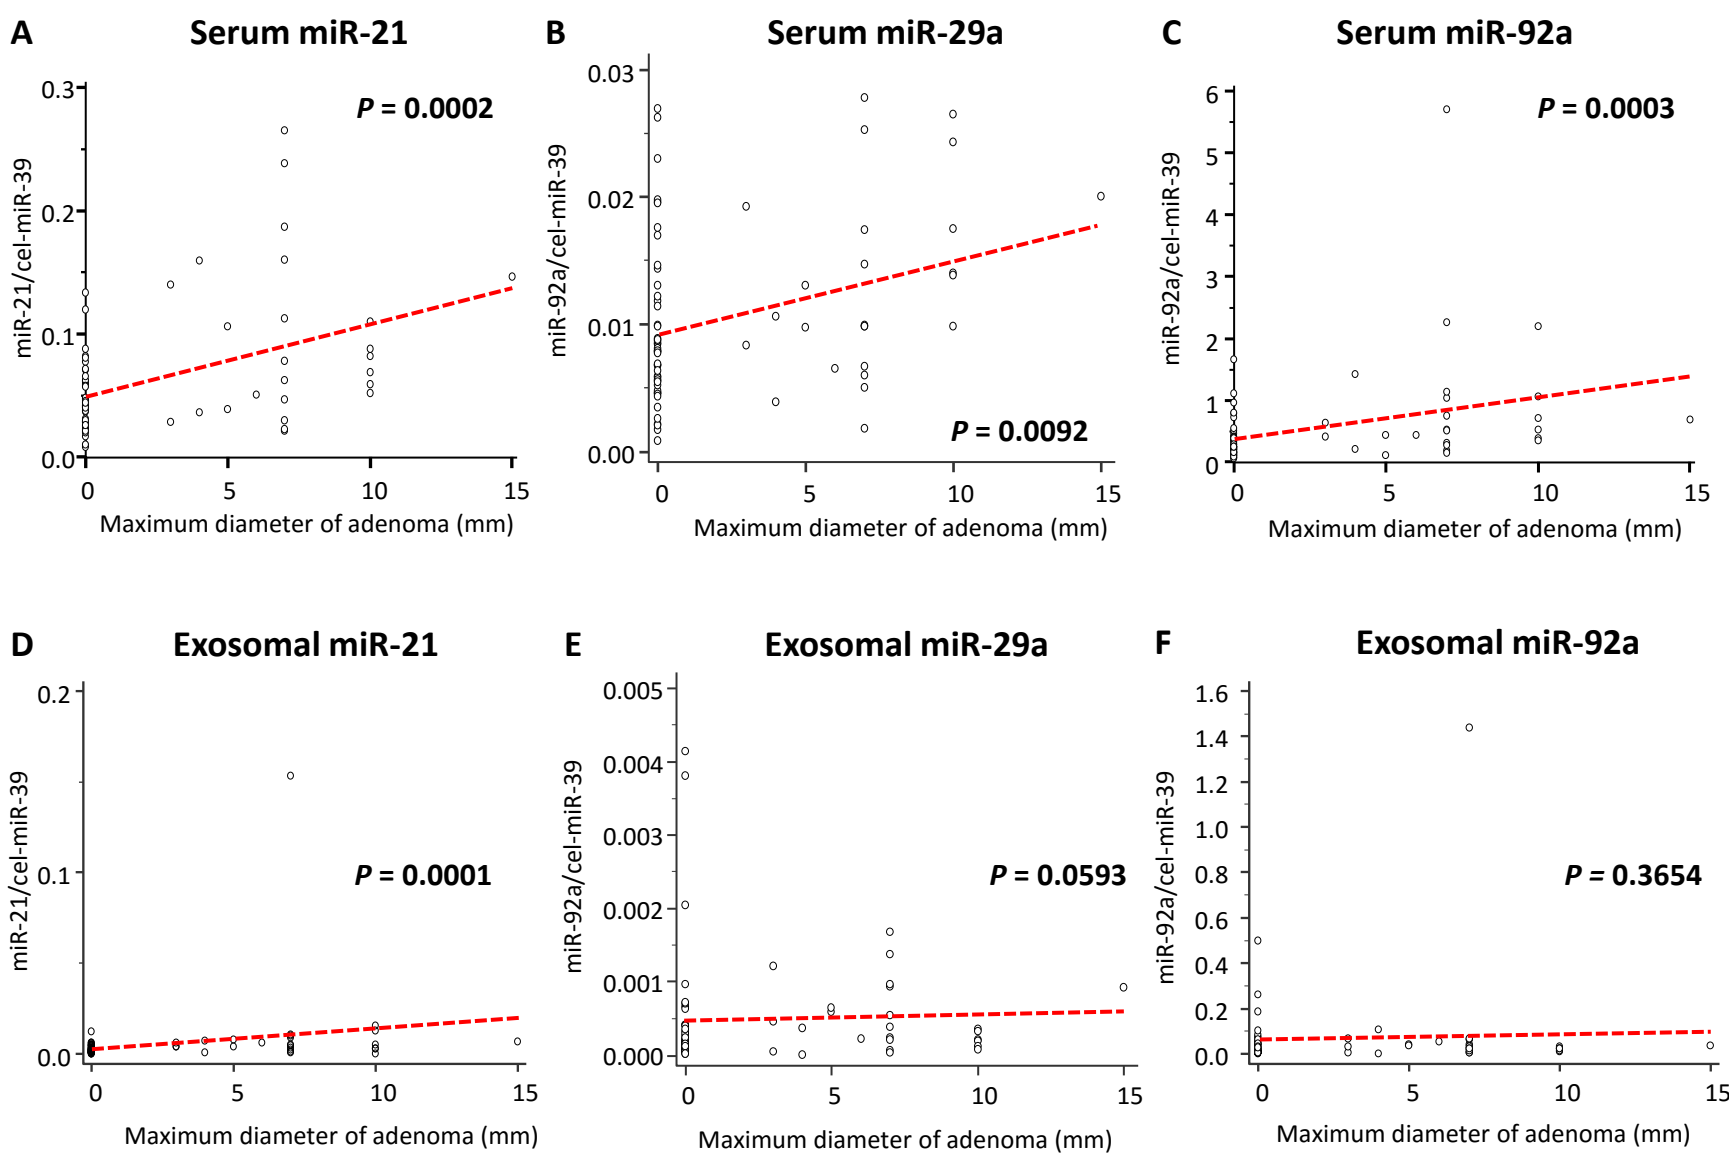 A Serum miR-21
miR-21/cel-miR-39
0.3
0.2
0.1
0.0
P = 0.0002
0 5 10 15
Maximum diameter of adenoma (mm)
B Serum miR-29a
miR-92a/cel-miR-39
0.03
0.02
0.01
0.00
P = 0.0092
0 5 10 15
Maximum diameter of adenoma (mm)
C Serum miR-92a
miR-92a/cel-miR-39
6
5
4
3
2
1
0
P = 0.0003
0 5 10 15
Maximum diameter of adenoma (mm)
D Exosomal miR-21
miR-21/cel-miR-39
0.2
0.1
0.0
P = 0.0001
0 5 10 15
Maximum diameter of adenoma (mm)
E Exosomal miR-29a
miR-92a/cel-miR-39
0.005
0.004
0.003
0.002
0.001
0.000
P = 0.0593
0 5 10 15
Maximum diameter of adenoma (mm)
F Exosomal miR-92a
miR-92a/cel-miR-39
1.6
1.4
1.2
1.0
0.8
0.6
0.4
0.2
0.0
P = 0.3654
0 5 10 15
Maximum diameter of adenoma (mm)